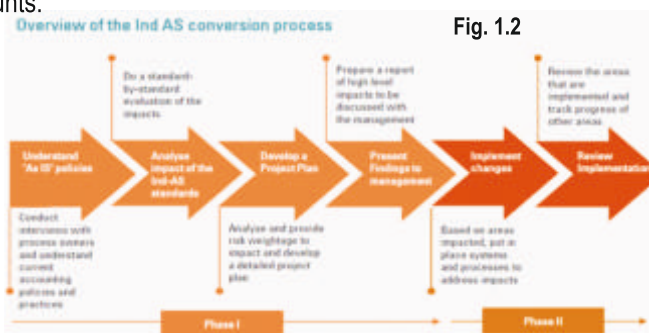 unts.
Overview of the Ind AS conversion process
Fig. 1.2
Do a standard-
by-standard
evaluation of the
impacts
Prepare a report
of high level
impacts to be
discussed with
the management
Review the areas
that are
implemented and
track progress of
other areas
Understand
"As IS" policies
Analyse
impact of the
Ind-AS
standards
Develop a
Project Plan
Present
Findings to
management
Implement
changes
Review
Implementation
Conduct
interviews with
process owners
and understand
current
accounting
policies and
practices
Analyse and provide
risk weightage to
impact and develop
a detailed project
plan
Based on areas
impacted, put in
place systems
and processes to
address impacts
Phase I
Phase II